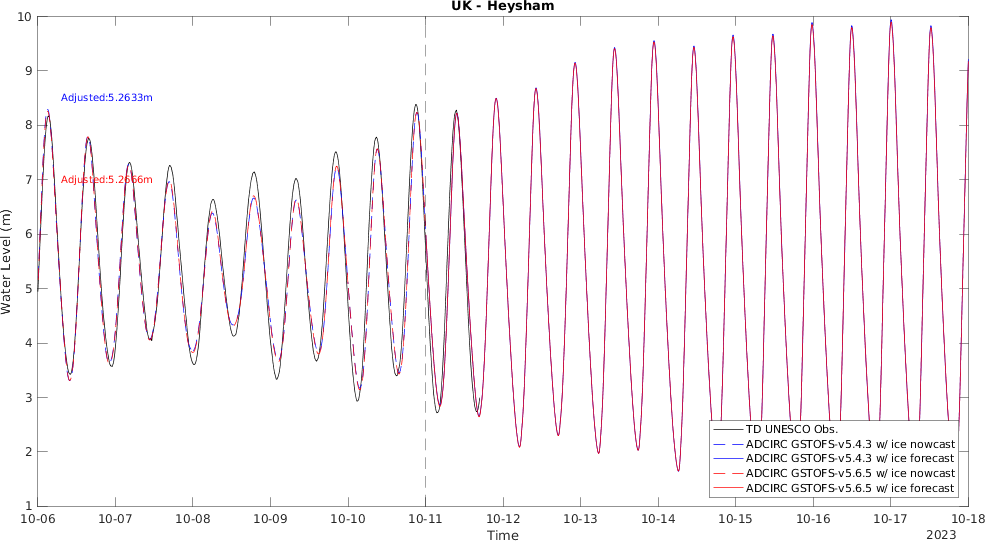 UK - Heysham
10
9
8
7
6
5
4
3
2
1
Water Level (m)
Adjusted:5.2633m
Adjusted:5.2666m
TD UNESCO Obs.
ADCIRC GSTOFS-v5.4.3 w/ ice nowcast
ADCIRC GSTOFS-v5.4.3 w/ ice forecast
ADCIRC GSTOFS-v5.6.5 w/ ice nowcast
ADCIRC GSTOFS-v5.6.5 w/ ice forecast
10-06 10-07 10-08 10-09 10-10 10-11 10-12 10-13 10-14 10-15 10-16 10-17 10-18
Time
2023